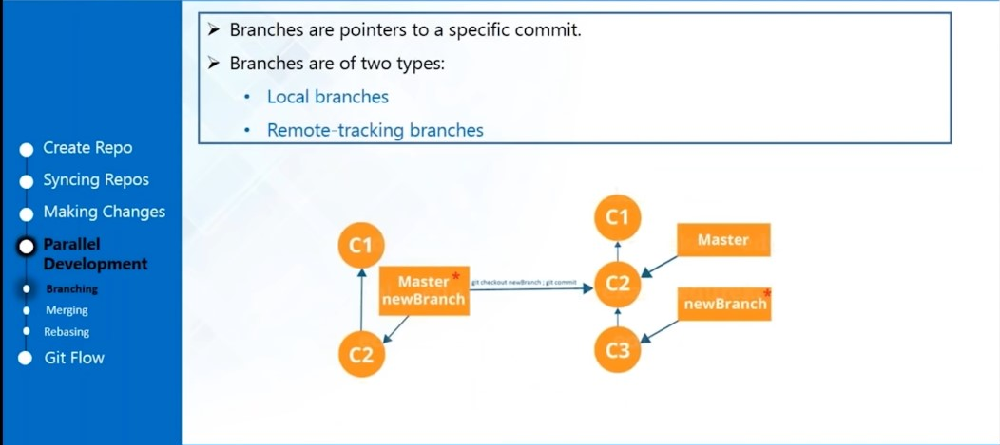 ➢ Branches are pointers to a specific commit.
➢ Branches are of two types:
• Local branches
• Remote-tracking branches
Create Repo
Syncing Repos
Making Changes
Parallel
Development
Branching
Merging
Rebasing
Git Flow
C1
Master*
newBranch
C2
git checkout newBranch ; git commit
C1
C2
C3
Master
newBranch*